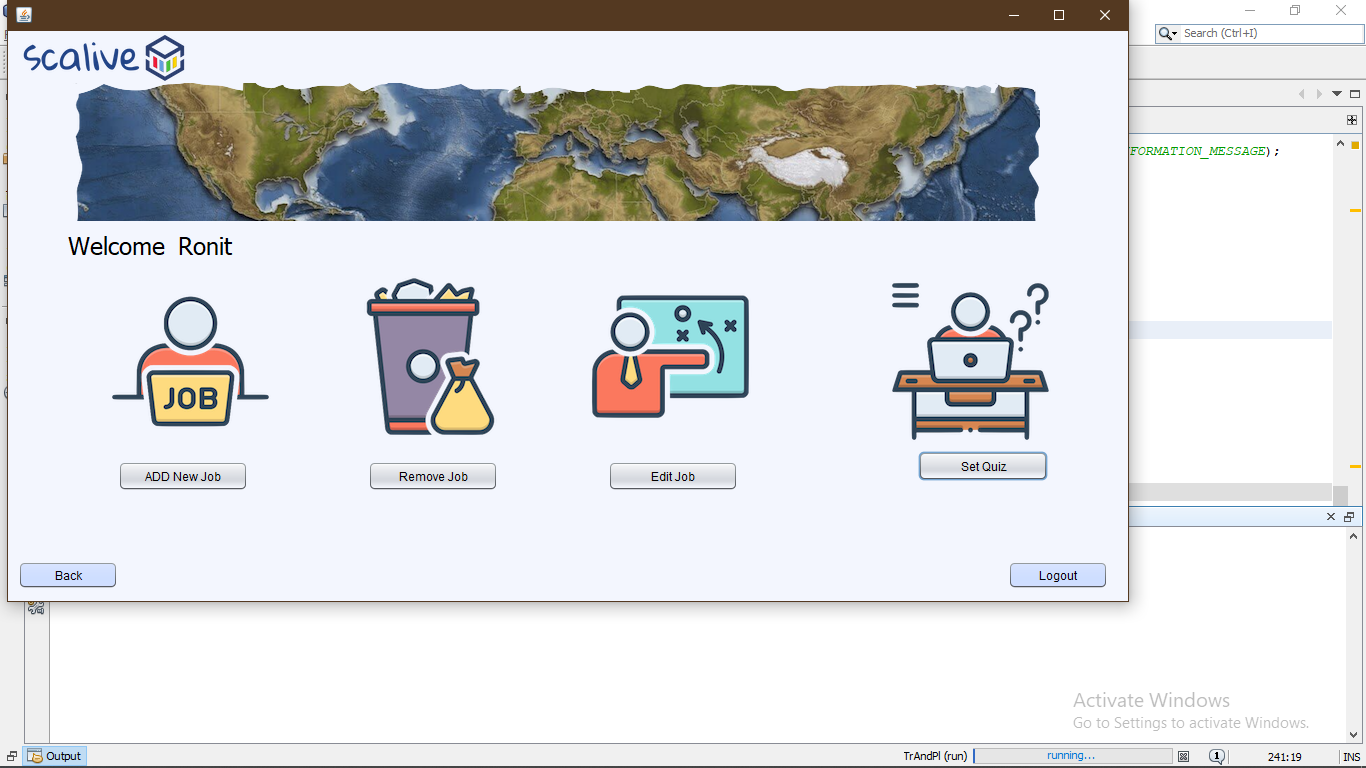 scalive
Search (Ctrl+I)
FORMATION_MESSAGE);
Welcome Ronit
JOB
ADD New Job
Remove Job
Edit Job
Set Quiz
Back
Logout
Activate Windows
Go to Settings to activate Windows.
Output
TrAndPl (run)
running...
1
241:19
INS